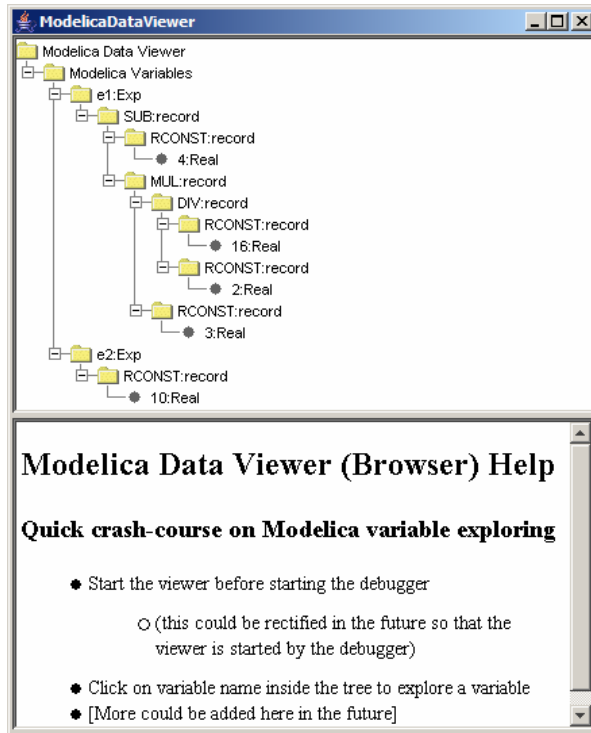 ModelicaDataViewer
Modelica Data Viewer
Modelica Variables
e1:Exp
SUB:record
RCONST:record
4:Real
MUL:record
DIV:record
RCONST:record
16:Real
RCONST:record
2:Real
RCONST:record
3:Real
e2:Exp
RCONST:record
10:Real
Modelica Data Viewer (Browser) Help
Quick crash-course on Modelica variable exploring
Start the viewer before starting the debugger
(this could be rectified in the future so that the
viewer is started by the debugger)
Click on variable name inside the tree to explore a variable
[More could be added here in the future]